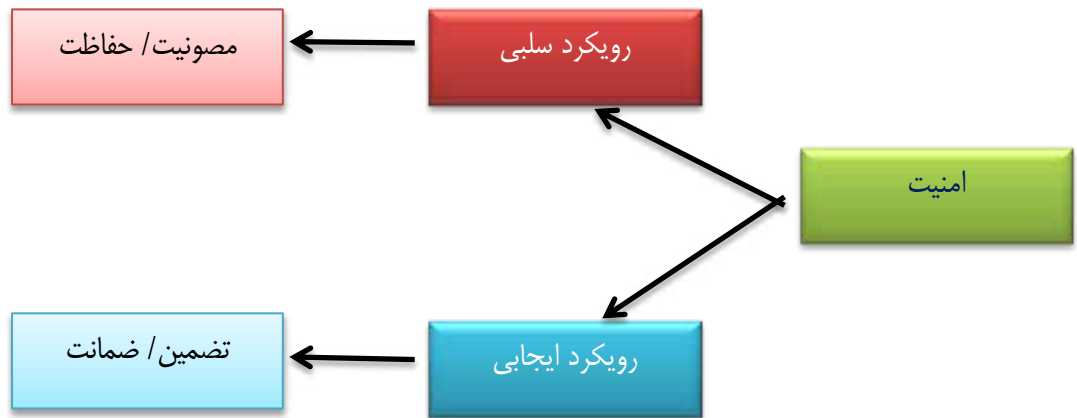 امنیت
رویکرد سلبی
مصونیت/ حفاظت
رویکرد ایجابی
تضمین/ ضمانت